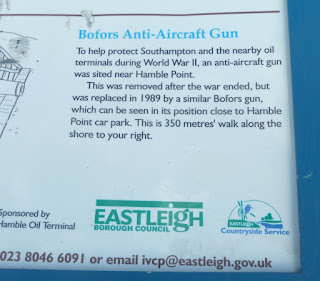 Bofors Anti-Aircraft Gun
To help protect Southampton and the nearby oil
terminals during World War II, an anti-aircraft gun
was sited near Hamble Point.
This was removed after the war ended, but
was replaced in 1989 by a similar Bofors gun,
which can be seen in its position close to Hamble
Point car park. This is 350 metres' walk along the
shore to your right.
Sponsored by
Hamble Oil Terminal
EASTLEIGH
BOROUGH COUNCIL
EASTLEIGH
Countryside Service
023 8046 6091 or email ivcp@eastleigh.gov.uk